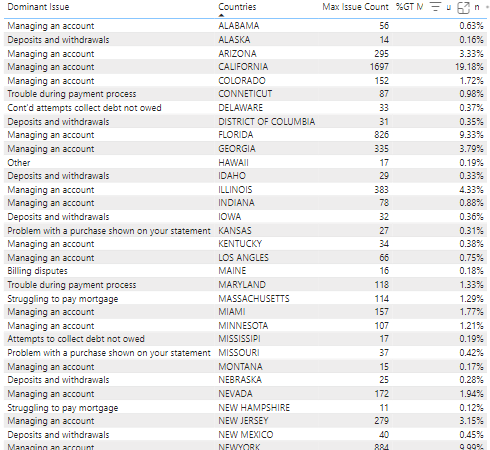 Dominant Issue Countries Max Issue Count %GT M u n
Managing an account ALABAMA 56 0.63%
Deposits and withdrawals ALASKA 14 0.16%
Managing an account ARIZONA 295 3.33%
Managing an account CALIFORNIA 1697 19.18%
Managing an account COLORADO 152 1.72%
Trouble during payment process CONNETICUT 87 0.98%
Cont'd attempts collect debt not owed DELAWARE 33 0.37%
Deposits and withdrawals DISTRICT OF COLUMBIA 31 0.35%
Managing an account FLORIDA 826 9.33%
Managing an account GEORGIA 335 3.79%
Other HAWAII 17 0.19%
Deposits and withdrawals IDAHO 29 0.33%
Managing an account ILLINOIS 383 4.33%
Managing an account INDIANA 78 0.88%
Deposits and withdrawals IOWA 32 0.36%
Problem with a purchase shown on your statement KANSAS 27 0.31%
Managing an account KENTUCKY 34 0.38%
Managing an account LOS ANGLES 66 0.75%
Billing disputes MAINE 16 0.18%
Trouble during payment process MARYLAND 118 1.33%
Struggling to pay mortgage MASSACHUSETTS 114 1.29%
Managing an account MIAMI 157 1.77%
Managing an account MINNESOTA 107 1.21%
Attempts to collect debt not owed MISSISSIPI 17 0.19%
Problem with a purchase shown on your statement MISSOURI 37 0.42%
Managing an account MONTANA 15 0.17%
Deposits and withdrawals NEBRASKA 25 0.28%
Managing an account NEVADA 172 1.94%
Struggling to pay mortgage NEW HAMPSHIRE 11 0.12%
Managing an account NEW JERSEY 279 3.15%
Deposits and withdrawals NEW MEXICO 40 0.45%
Managing an account NEWYORK 884 9.99%